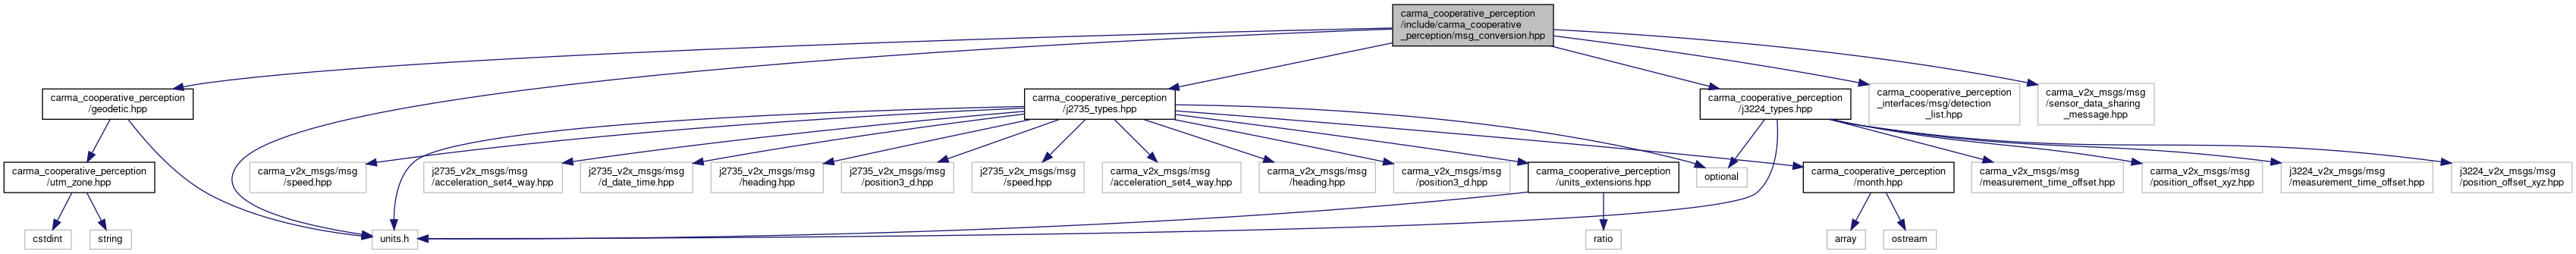 carma_cooperative_perception
/include/carma_cooperative
_perception/msg_conversion.hpp
carma_cooperative_perception
/geodetic.hpp
carma_cooperative_perception
/j2735_types.hpp
carma_cooperative_perception
/j3224_types.hpp
carma_cooperative_perception
_interfaces/msg/detection
_list.hpp
carma_v2x_msgs/msg
/sensor_data_sharing
_message.hpp
carma_cooperative_perception
/utm_zone.hpp
carma_v2x_msgs/msg
/speed.hpp
j2735_v2x_msgs/msg
/acceleration_set4_way.hpp
j2735_v2x_msgs/msg
/d_date_time.hpp
j2735_v2x_msgs/msg
/heading.hpp
j2735_v2x_msgs/msg
/position3_d.hpp
j2735_v2x_msgs/msg
/speed.hpp
carma_v2x_msgs/msg
/acceleration_set4_way.hpp
carma_v2x_msgs/msg
/heading.hpp
carma_v2x_msgs/msg
/position3_d.hpp
carma_cooperative_perception
/units_extensions.hpp
optional
carma_cooperative_perception
/month.hpp
carma_v2x_msgs/msg
/measurement_time_offset.hpp
carma_v2x_msgs/msg
/position_offset_xyz.hpp
j3224_v2x_msgs/msg
/measurement_time_offset.hpp
j3224_v2x_msgs/msg
/position_offset_xyz.hpp
cstdint
string
units.h
ratio
array
ostream